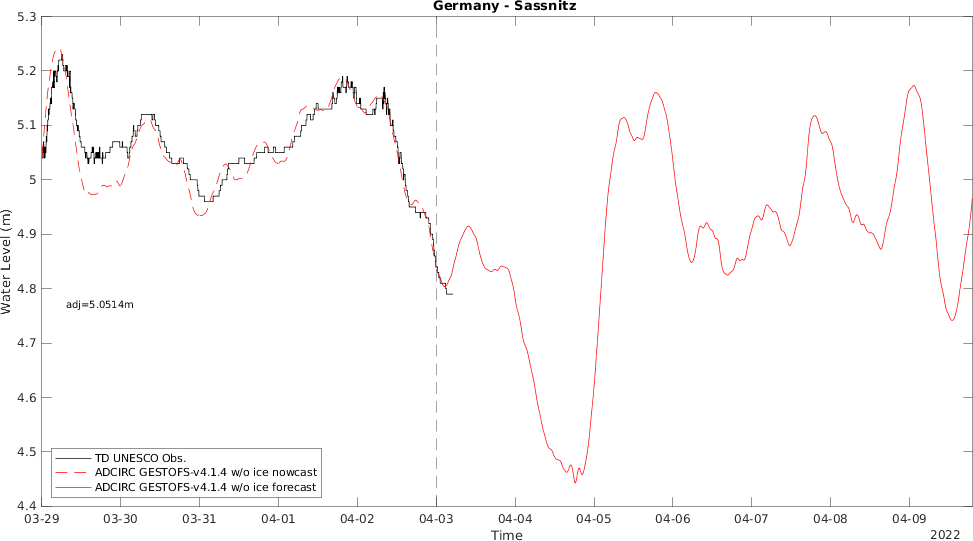 Germany - Sassnitz
Water Level (m)
5.3
5.2
5.1
5
4.9
4.8
4.7
4.6
4.5
4.4
adj=5.0514m
TD UNESCO Obs.
ADCIRC GESTOFS-v4.1.4 w/o ice nowcast
ADCIRC GESTOFS-v4.1.4 w/o ice forecast
03-29 03-30 03-31 04-01 04-02 04-03 04-04 04-05 04-06 04-07 04-08 04-09
Time
2022